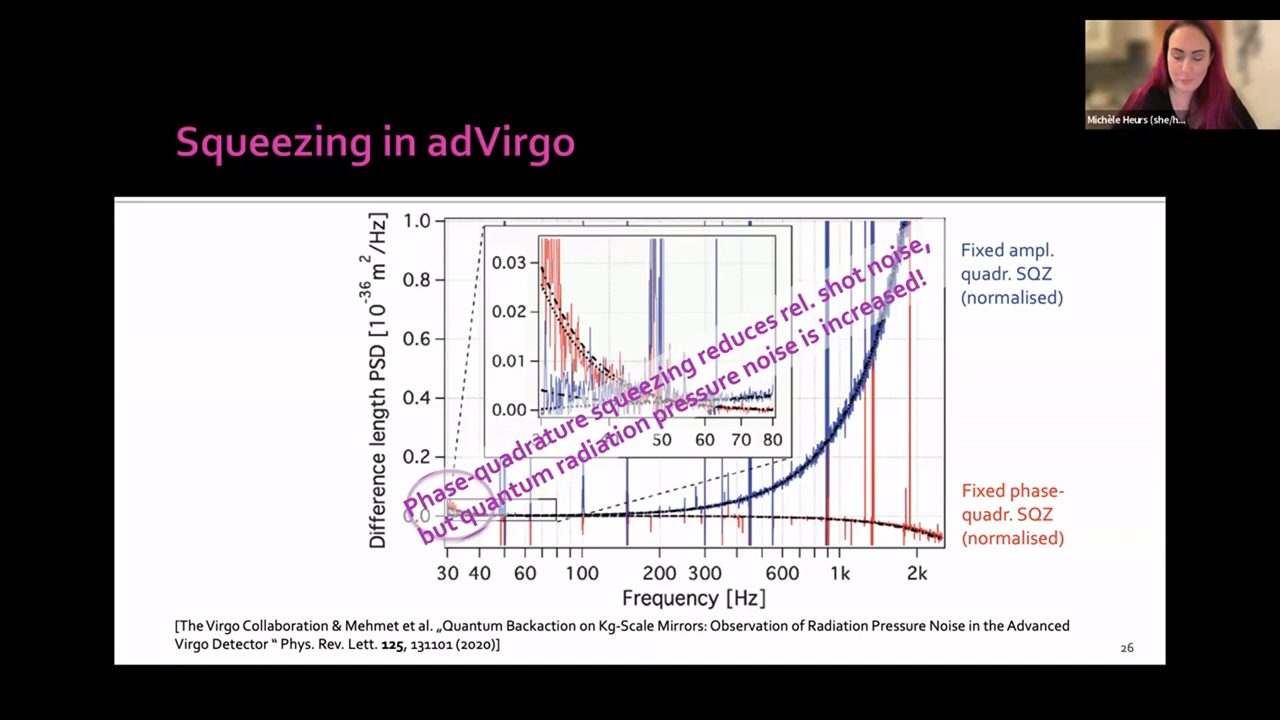 Michèle Heurs (she/h...
Squeezing in adVirgo
Difference length PSD [10⁻³⁶ m²/Hz]
1.0
0.8
0.6
0.4
0.2
0.0
0.03
0.02
0.01
0.00
50 60 70 80
Phase-quadrature squeezing reduces rel. shot noise,
but quantum radiation pressure noise is increased!
Fixed ampl.
quadr. SQZ
(normalised)
Fixed phase-
quadr. SQZ
(normalised)
30 40 60 100 200 300 600 1k 2k
Frequency [Hz]
[The Virgo Collaboration & Mehmet et al. „Quantum Backaction on Kg-Scale Mirrors: Observation of Radiation Pressure Noise in the Advanced
Virgo Detector “ Phys. Rev. Lett. 125, 131101 (2020)]
26